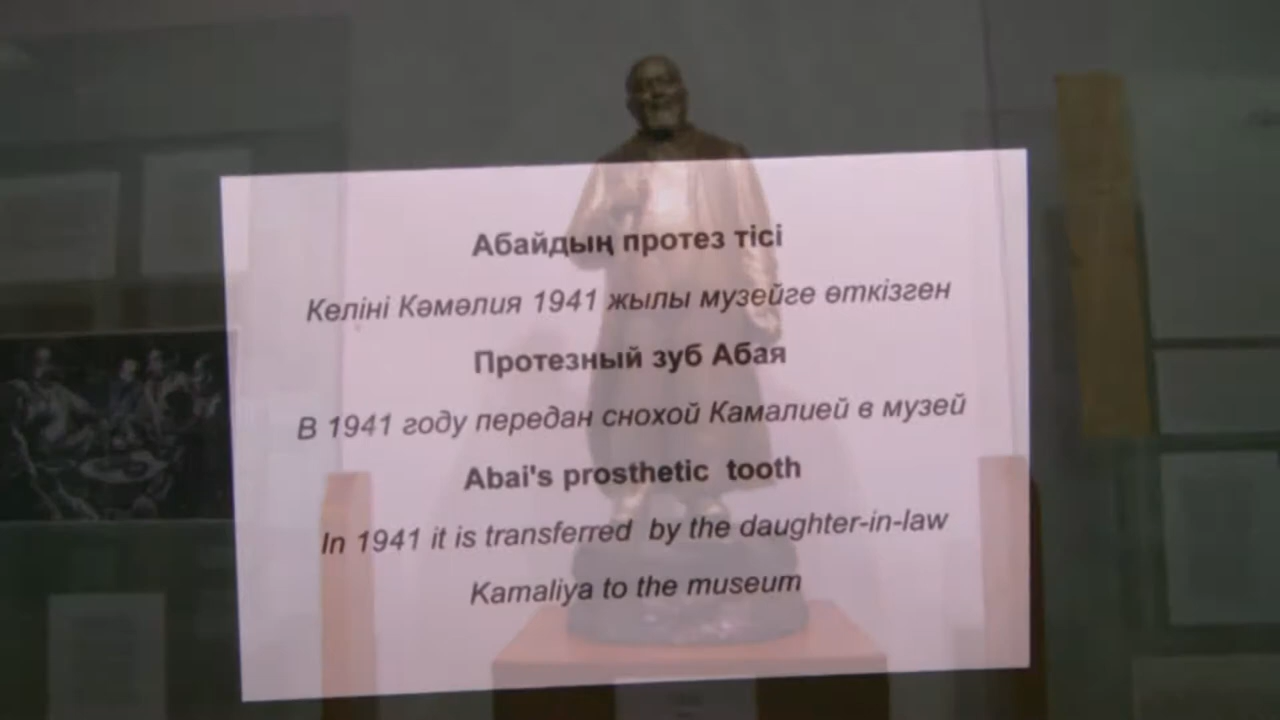 Абайдың протез тісі
Келіні Кәмәлия 1941 жылы музейге өткізген
Протезный зуб Абая
В 1941 году передан снохой Камалией в музей
Abai's prosthetic tooth
In 1941 it is transferred by the daughter-in-law
Kamaliya to the museum